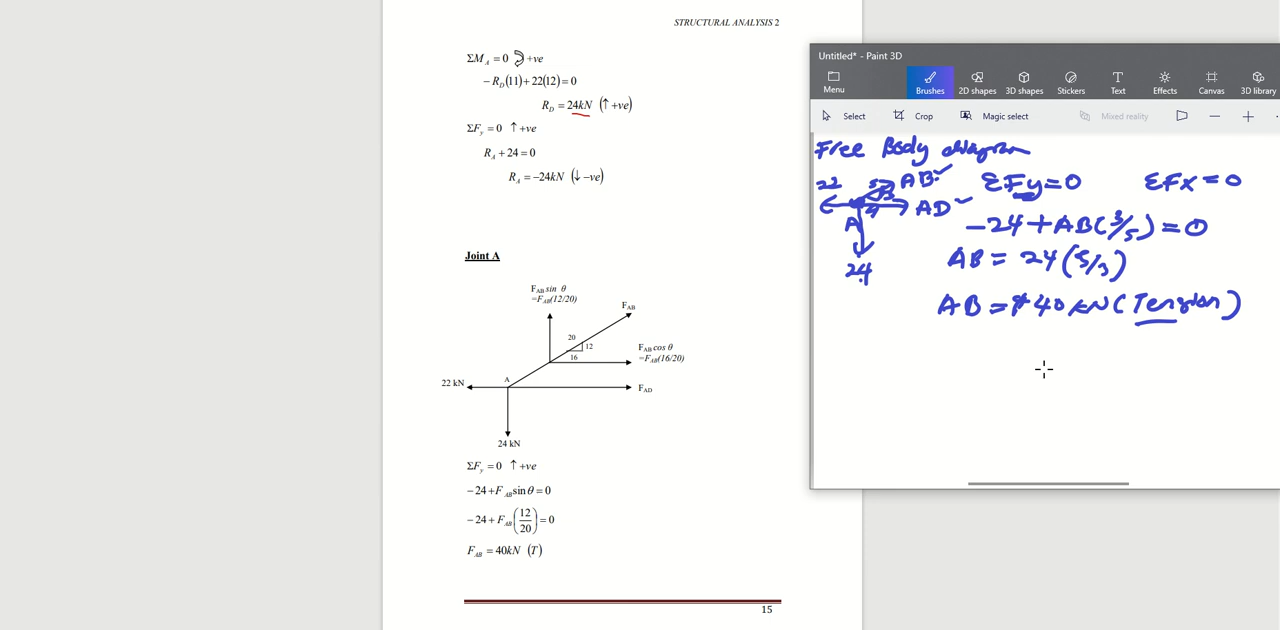 STRUCTURAL ANALYSIS 2
ΣM_A = 0 +ve
− R_D(11) + 22(12) = 0
R_D = 24kN (↑ +ve)
ΣF_y = 0 ↑ +ve
R_A + 24 = 0
R_A = −24kN (↓ −ve)
Joint A
F_AB sin θ
=F_AB(12/20)
F_AB
20
12
16
F_AB cos θ
=F_AB(16/20)
A
22 kN
F_AD
24 kN
ΣF_y = 0 ↑ +ve
− 24 + F_AB sin θ = 0
− 24 + F_AB (12/20) = 0
F_AB = 40kN (T)
15
Untitled* - Paint 3D
Menu
Brushes
2D shapes
3D shapes
Stickers
Text
Effects
Canvas
3D library
Select
Crop
Magic select
Mixed reality
Free Body diagram
22 5 3 AB ΣFy=0 ΣFx=0
4 AD
A −24+AB(3/5)=0
24 AB = 24(5/3)
AB = 40 kN (Tension)